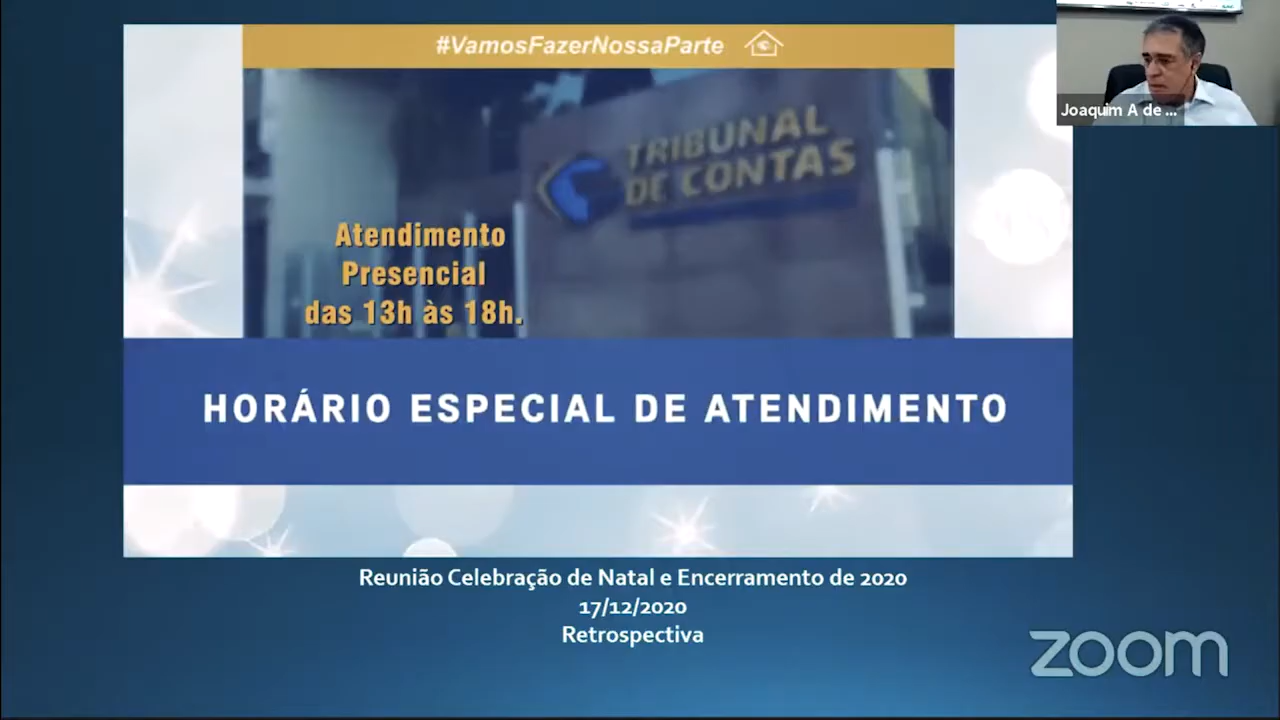 #VamosFazerNossaParte
Joaquim A de ...
TRIBUNAL
DE CONTAS
Atendimento
Presencial
das 13h às 18h.
HORÁRIO ESPECIAL DE ATENDIMENTO
Reunião Celebração de Natal e Encerramento de 2020
17/12/2020
Retrospectiva
zoom